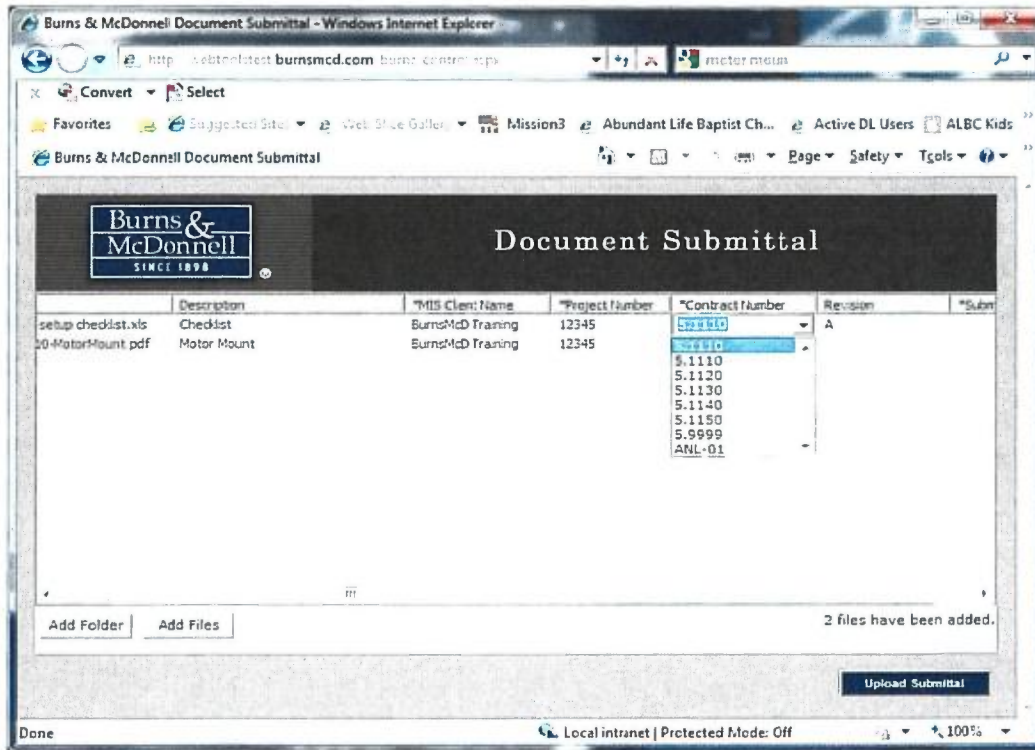 Burns & McDonnell Document Submittal - Windows Internet Explorer
http burnsmcd.com
Convert Select
Favorites Suggested Sites Web Slice Gallery Mission3 Abundant Life Baptist Ch... Active DL Users ALBC Kids
Burns & McDonnell Document Submittal Page Safety Tools
Burns &
McDonnell
SINCE 1898
Document Submittal
Description *MIS Client Name *Project Number *Contract Number Revision *Subm
setup checklist.xls Checklist BurnsMcD Training 12345 5.1110 A
20-MotorMount.pdf Motor Mount BurnsMcD Training 12345 5.1110
5.1110
5.1120
5.1130
5.1140
5.1150
5.9999
ANL-01
Add Folder Add Files 2 files have been added.
Upload Submittal
Done Local intranet | Protected Mode: Off 100%